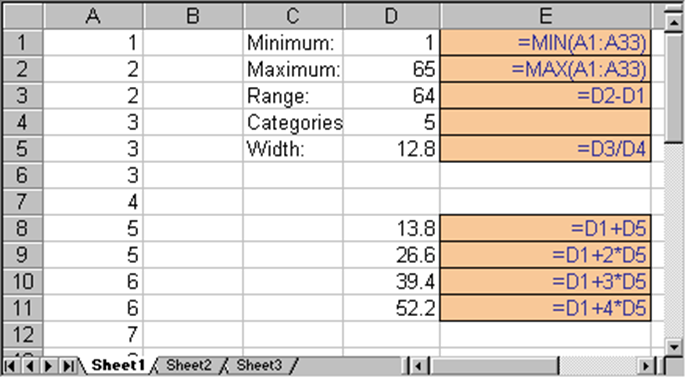 A B C D E
1 1 Minimum: 1 =MIN(A1:A33)
2 2 Maximum: 65 =MAX(A1:A33)
3 2 Range: 64 =D2-D1
4 3 Categories 5
5 3 Width: 12.8 =D3/D4
6 3
7 4
8 5 13.8 =D1+D5
9 5 26.6 =D1+2*D5
10 6 39.4 =D1+3*D5
11 6 52.2 =D1+4*D5
12 7
Sheet1 Sheet2 Sheet3